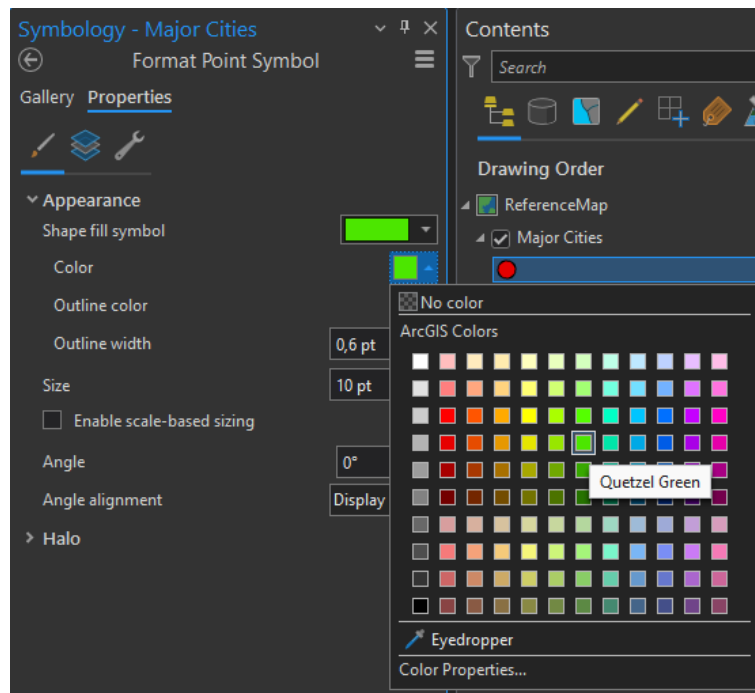 Symbology - Major Cities
Format Point Symbol
Gallery Properties
Appearance
Shape fill symbol
Color
Outline color
Outline width 0,6 pt
Size 10 pt
Enable scale-based sizing
Angle 0°
Angle alignment Display
Halo
Contents
Search
Drawing Order
ReferenceMap
Major Cities
No color
ArcGIS Colors
Quetzel Green
Eyedropper
Color Properties...